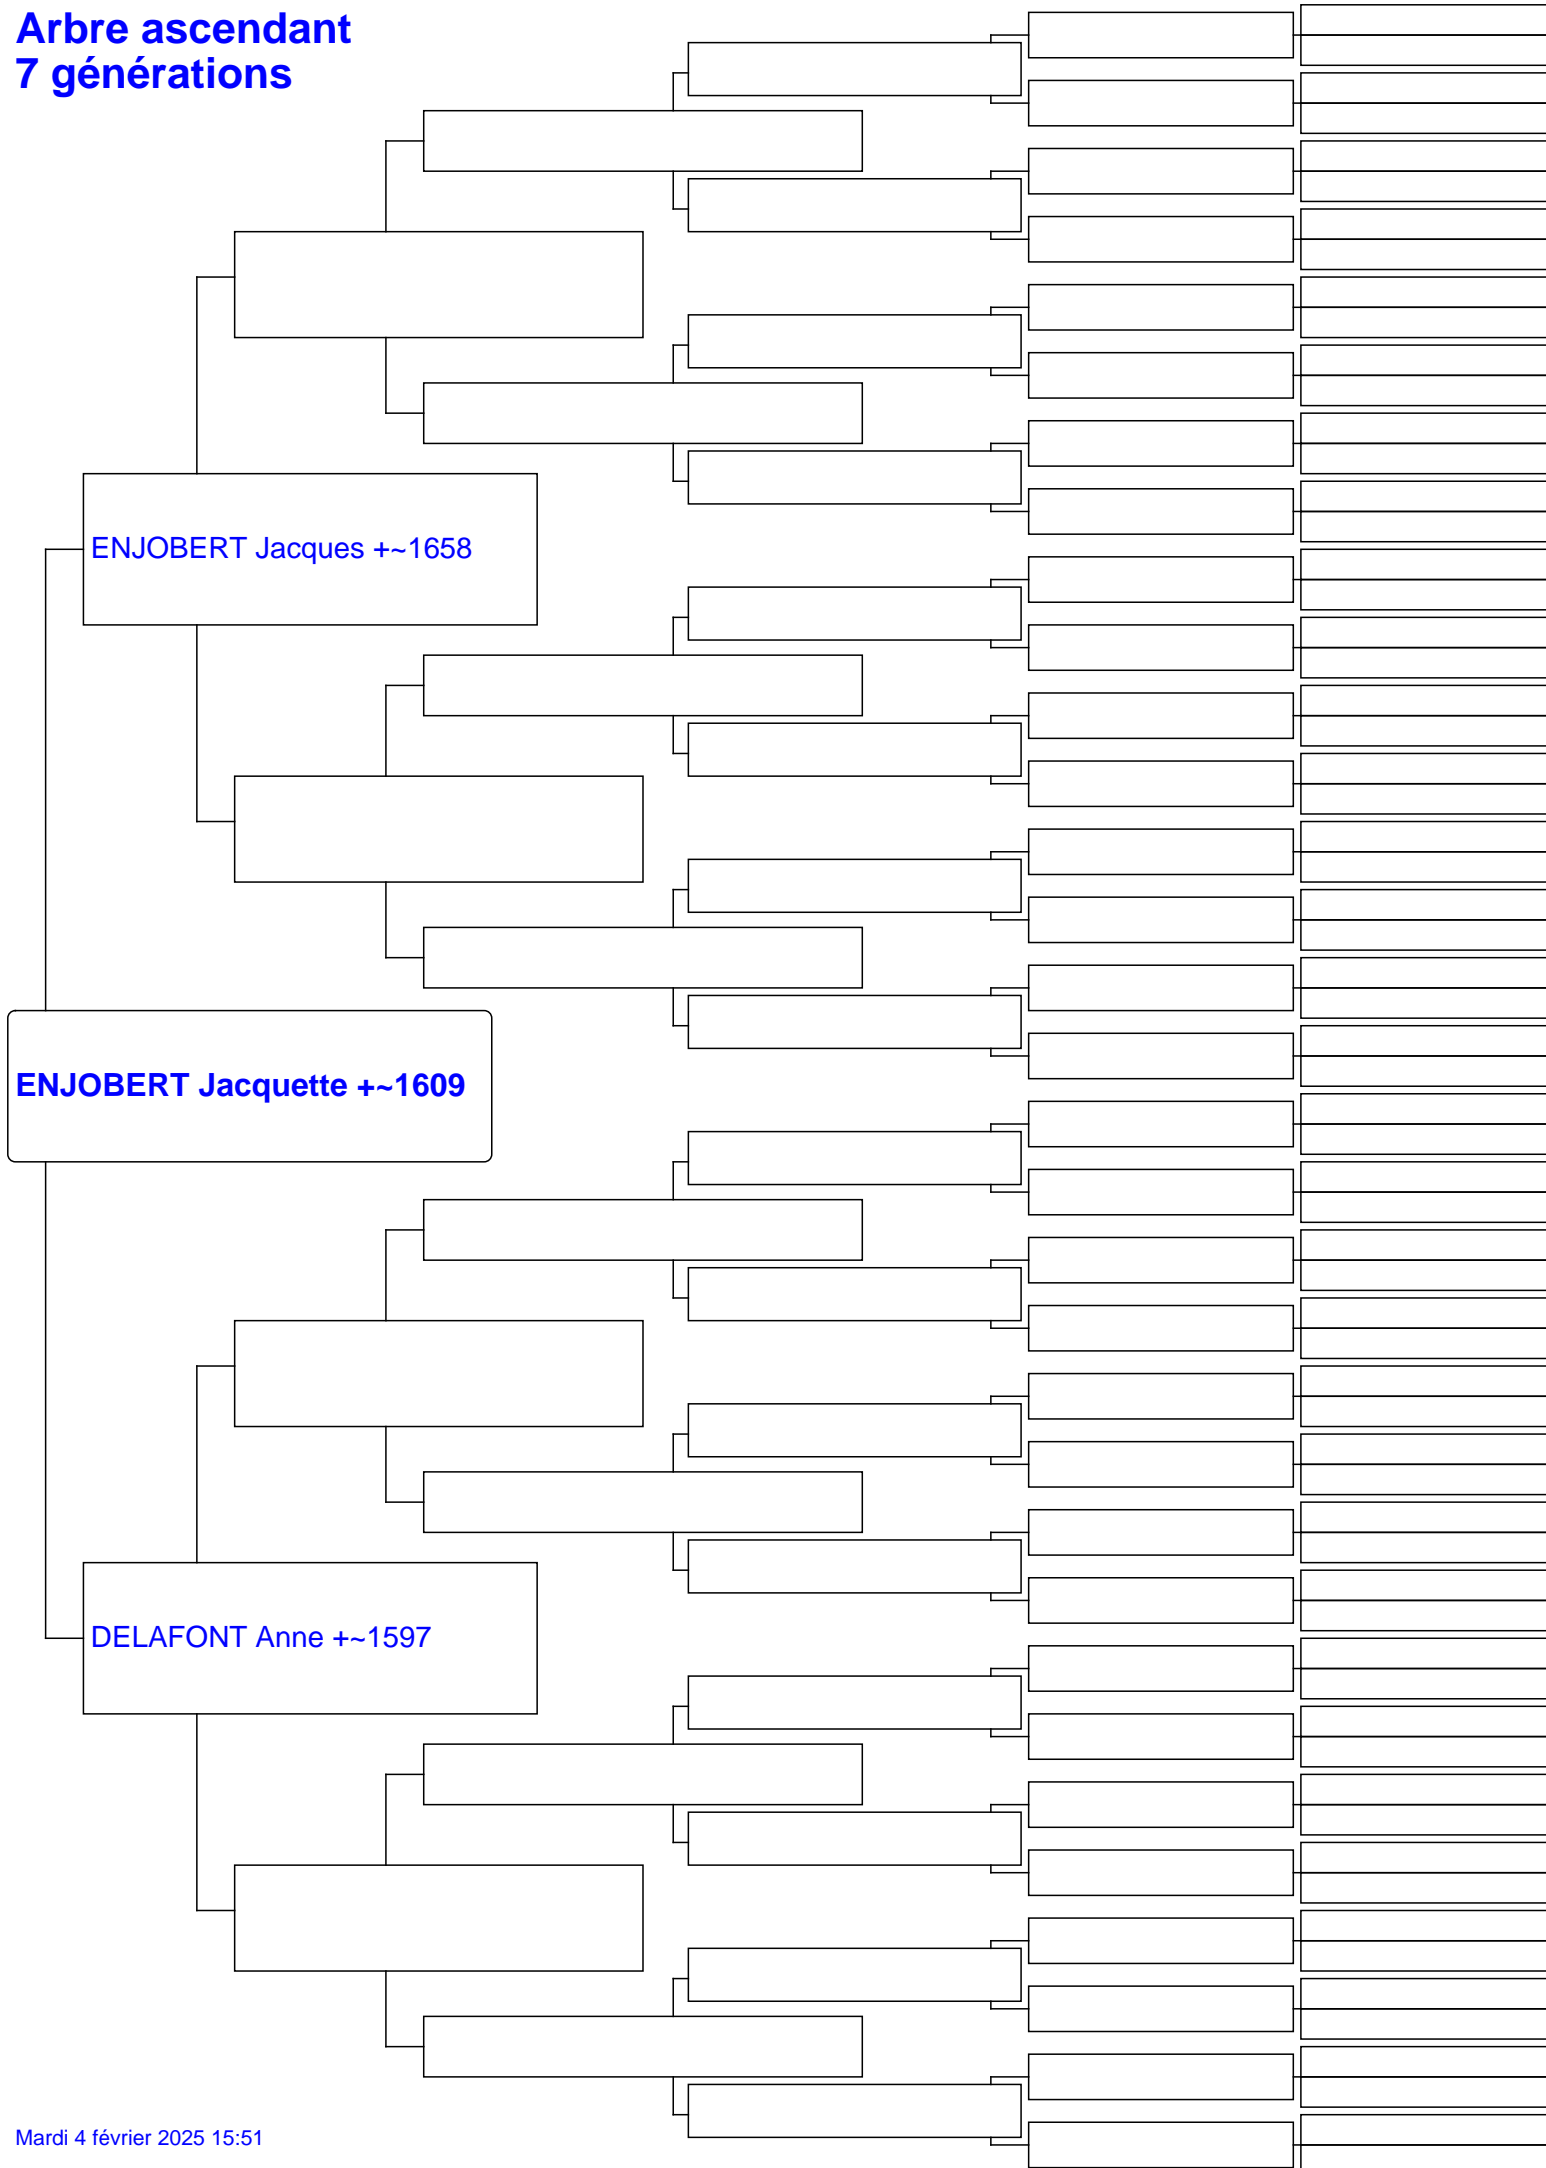 Arbre ascendant
7 générations
ENJOBERT Jacques +~1658
ENJOBERT Jacquette +~1609
DELAFONT Anne +~1597
Mardi 4 février 2025 15:51